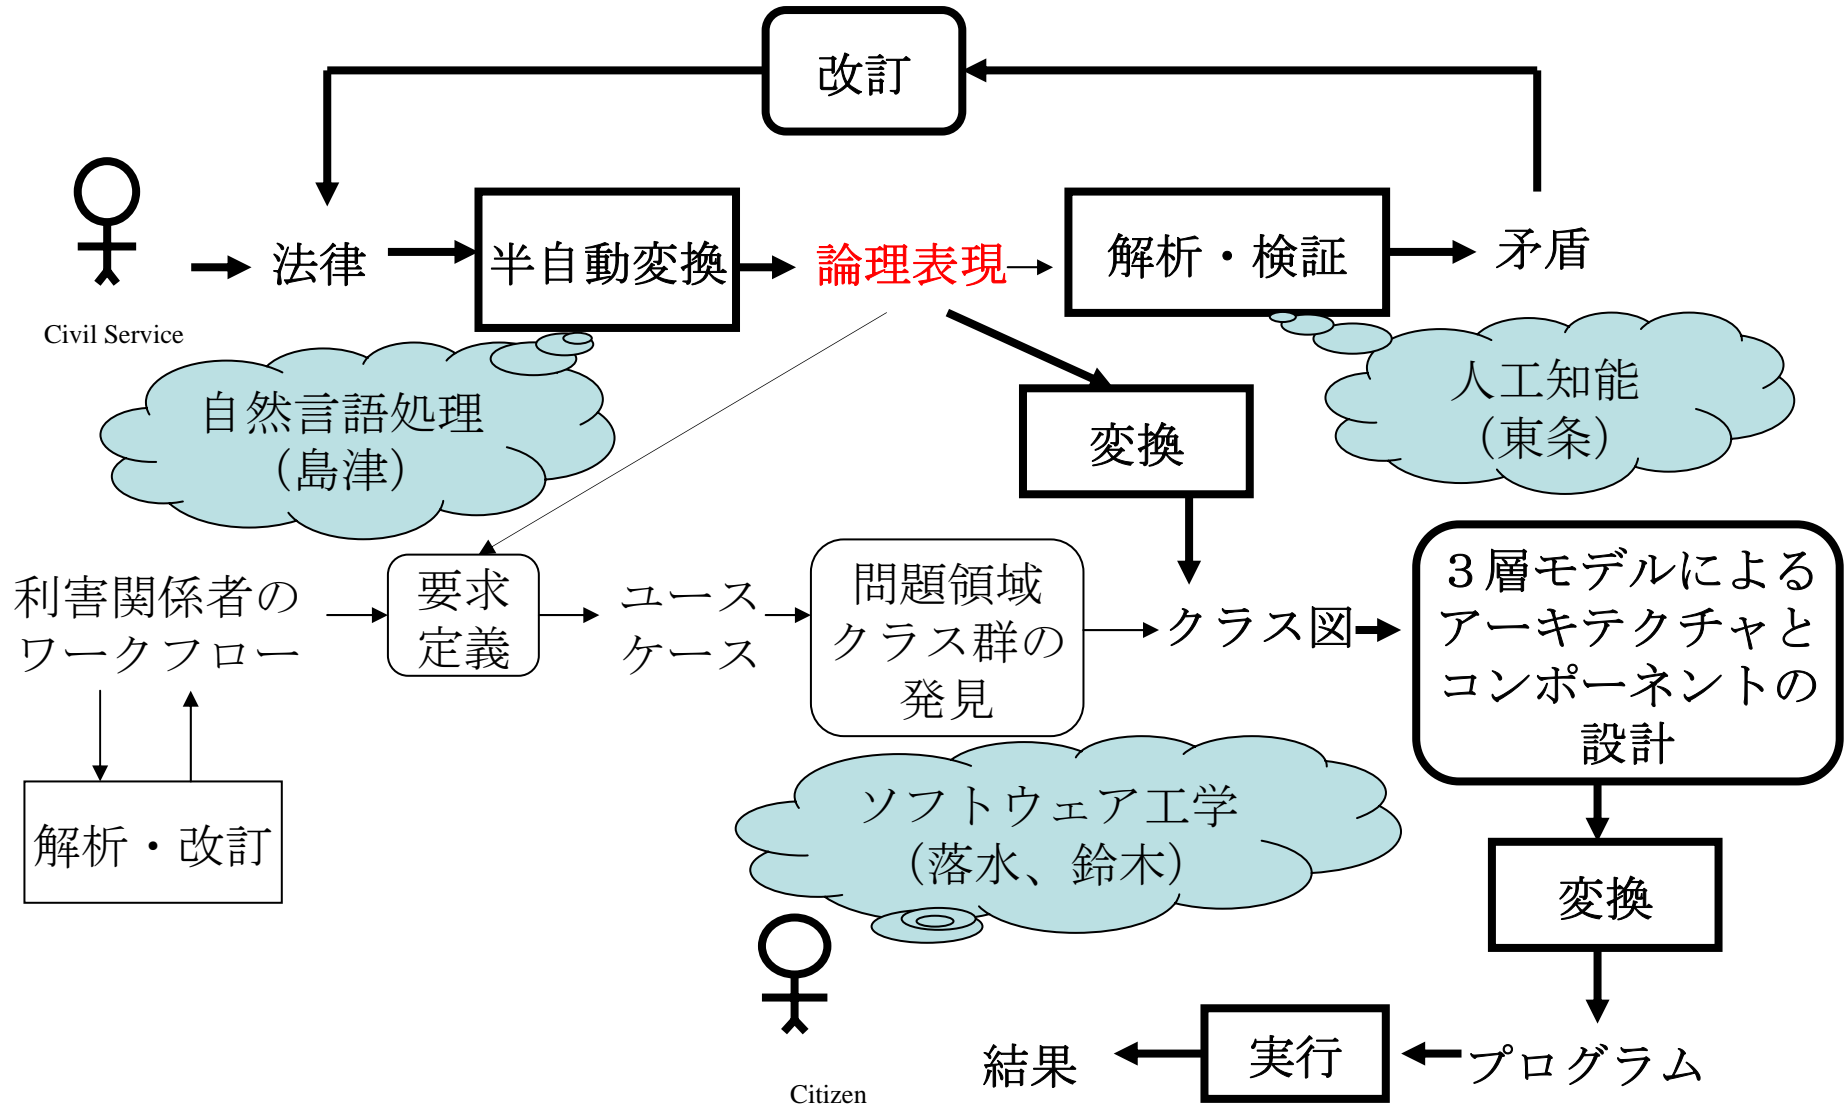 改訂
法律
半自動変換
論理表現
解析・検証
矛盾
Civil Service
自然言語処理
（島津）
人工知能
（東条）
変換
利害関係者の
ワークフロー
要求
定義
ユース
ケース
問題領域
クラス群の
発見
クラス図
３層モデルによる
アーキテクチャと
コンポーネントの
設計
解析・改訂
ソフトウェア工学
（落水、鈴木）
変換
Citizen
結果
実行
プログラム